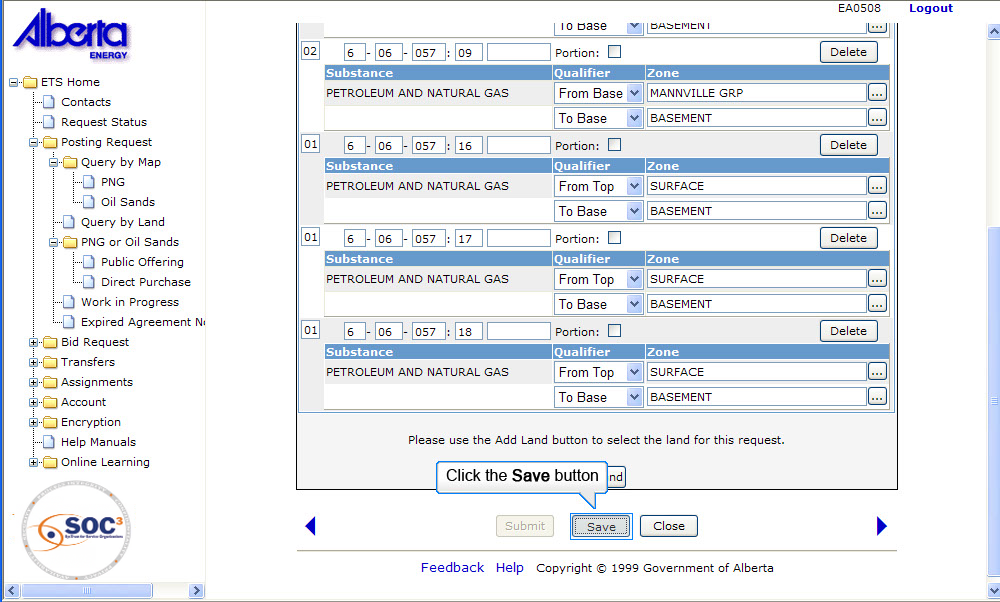 EA0508 Logout
Alberta
ENERGY
ETS Home
Contacts
Request Status
Posting Request
Query by Map
PNG
Oil Sands
Query by Land
PNG or Oil Sands
Public Offering
Direct Purchase
Work in Progress
Expired Agreement No
Bid Request
Transfers
Assignments
Account
Encryption
Help Manuals
Online Learning
SOC3
SysTrust for Service Organizations
To Base BASEMENT ...
02 6 - 06 - 057 : 09 Portion: Delete
Substance Qualifier Zone
PETROLEUM AND NATURAL GAS From Base MANNVILLE GRP ...
To Base BASEMENT ...
01 6 - 06 - 057 : 16 Portion: Delete
Substance Qualifier Zone
PETROLEUM AND NATURAL GAS From Top SURFACE ...
To Base BASEMENT ...
01 6 - 06 - 057 : 17 Portion: Delete
Substance Qualifier Zone
PETROLEUM AND NATURAL GAS From Top SURFACE ...
To Base BASEMENT ...
01 6 - 06 - 057 : 18 Portion: Delete
Substance Qualifier Zone
PETROLEUM AND NATURAL GAS From Top SURFACE ...
To Base BASEMENT ...
Please use the Add Land button to select the land for this request.
Click the Save button nd
Submit Save Close
Feedback Help Copyright © 1999 Government of Alberta